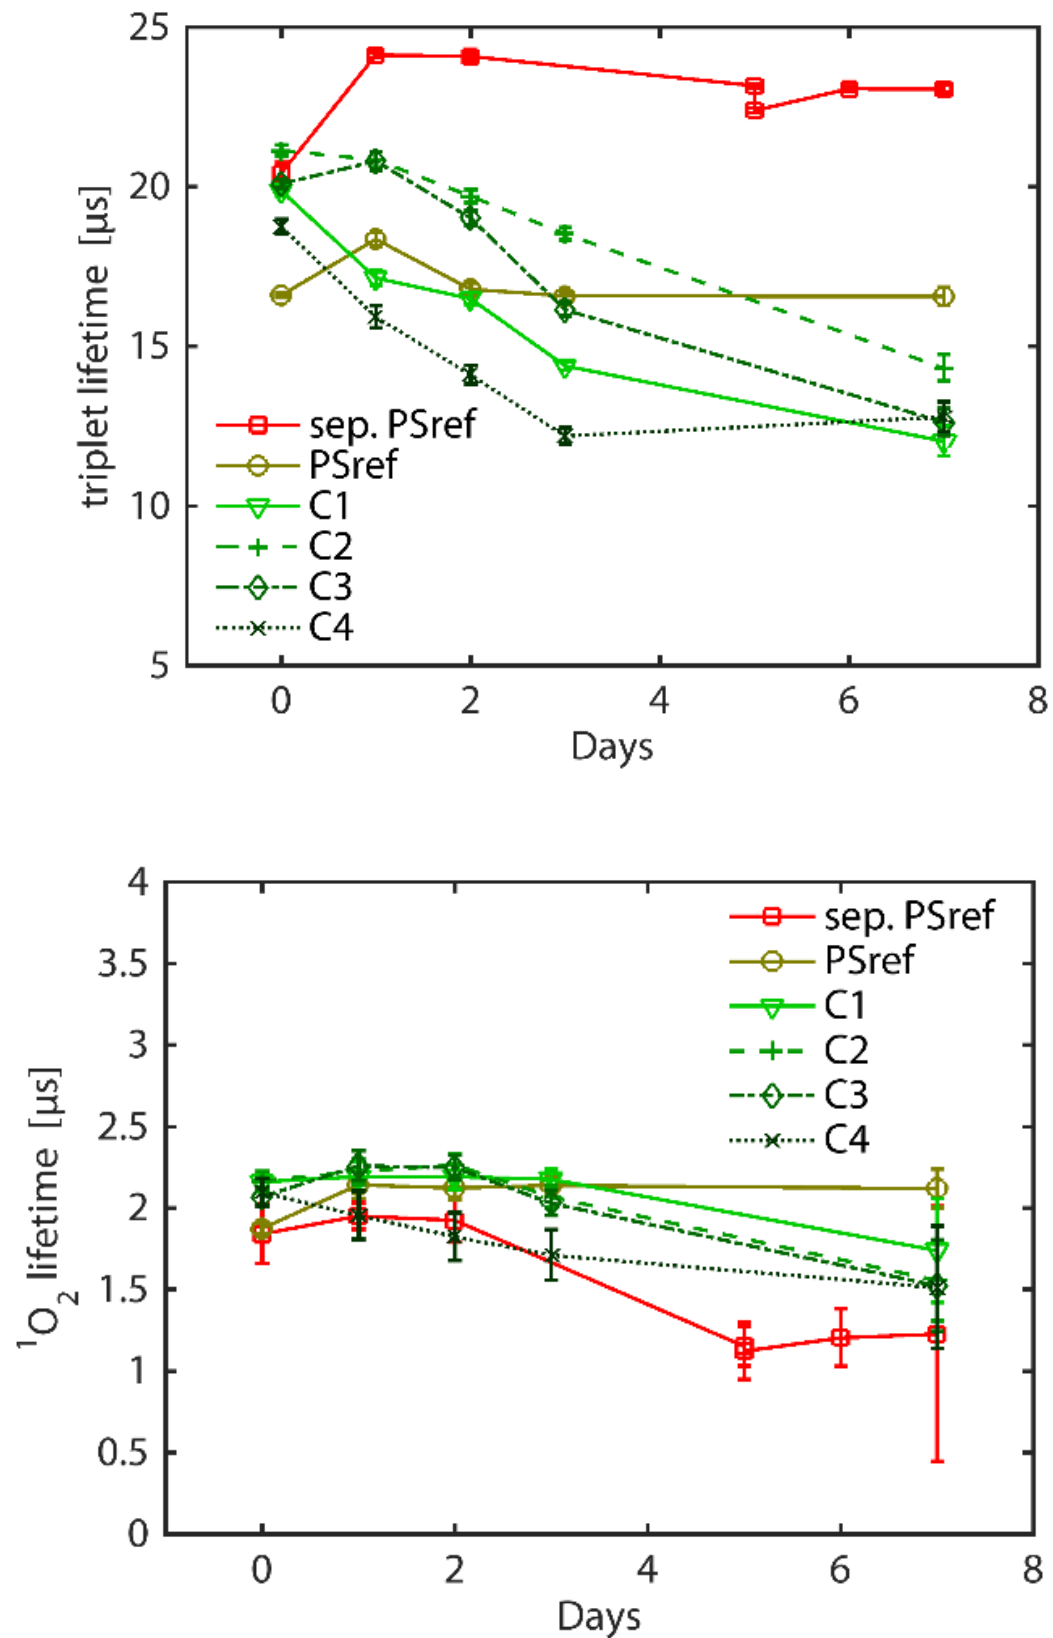 25
20
15
10
5
triplet lifetime [µs]
sep. PSref
PSref
C1
C2
C3
C4
0 2 4 6 8
Days
4
3.5
3
2.5
2
1.5
1
0.5
0
¹O₂ lifetime [µs]
sep. PSref
PSref
C1
C2
C3
C4
0 2 4 6 8
Days